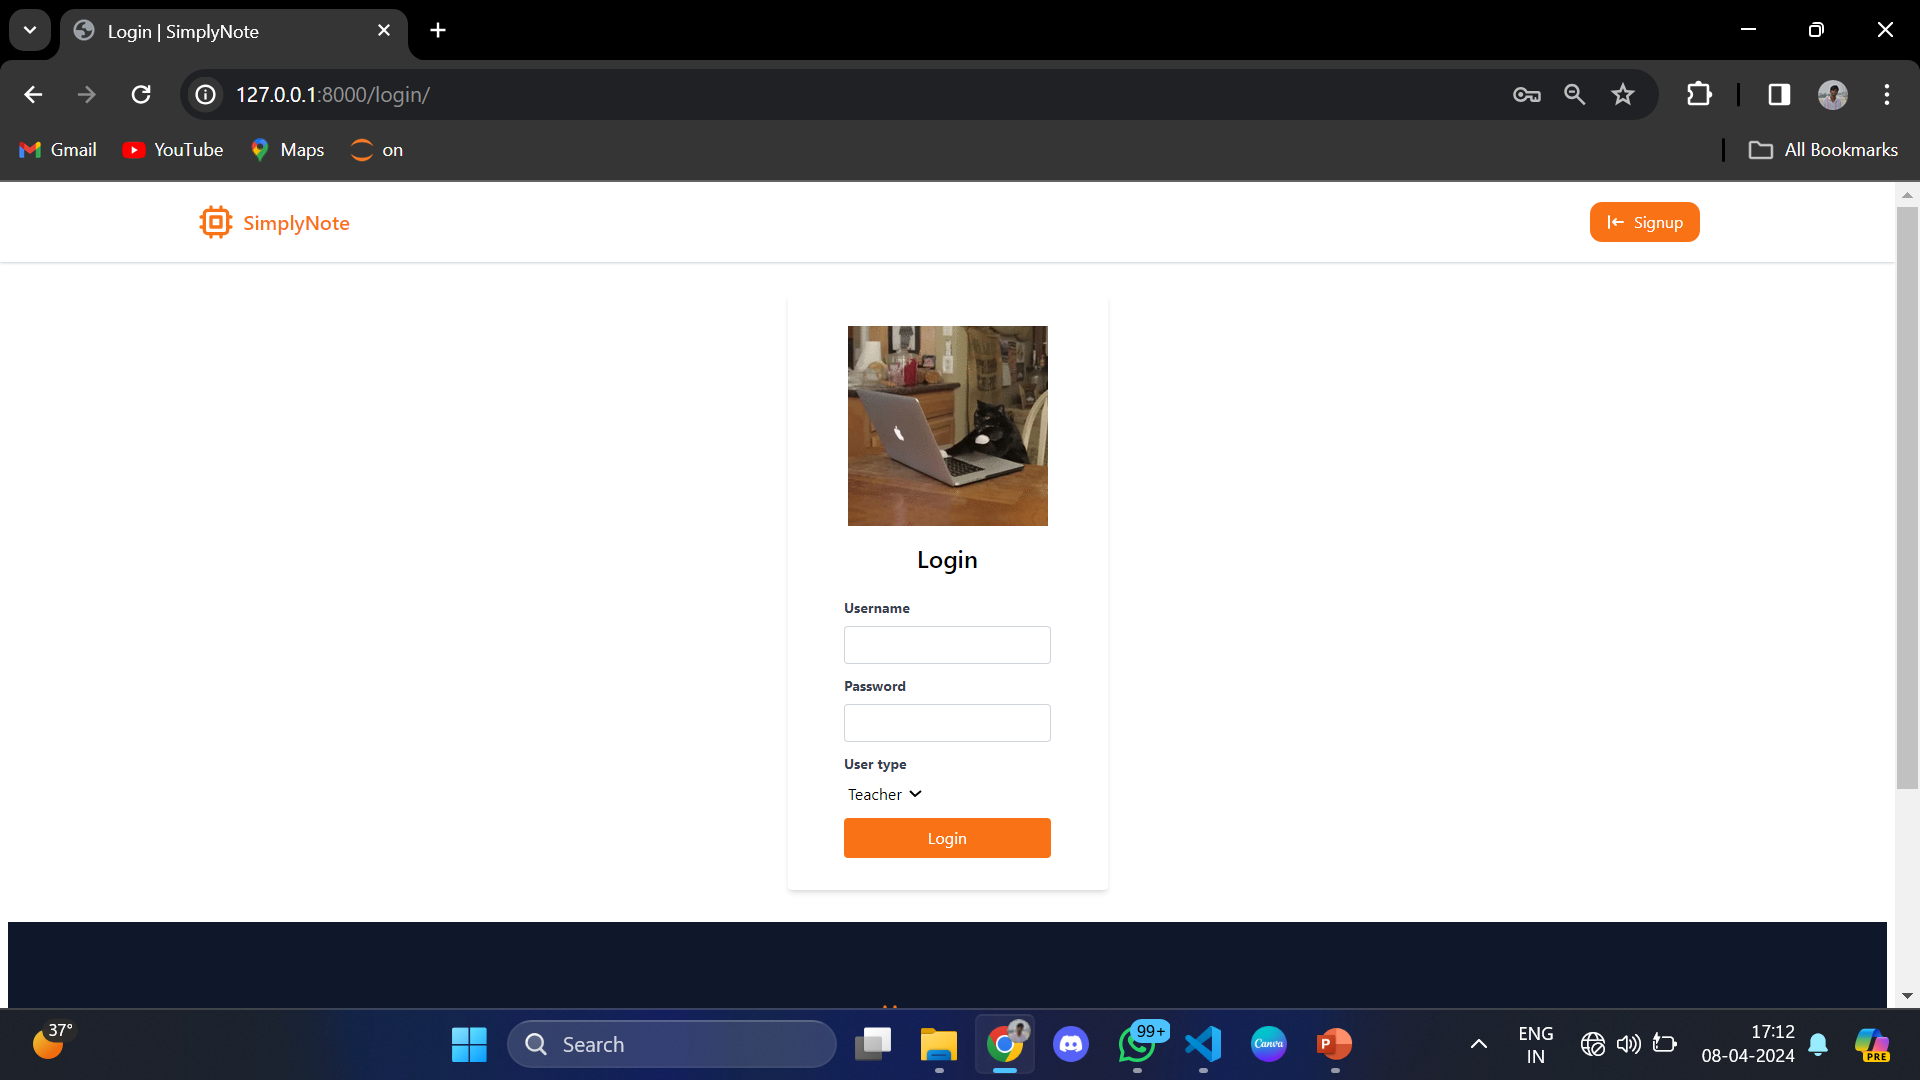 Login | SimplyNote
127.0.0.1:8000/login/
Gmail
YouTube
Maps
on
All Bookmarks
SimplyNote
Signup
Login
Username
Password
User type
Teacher
Login
37°
Search
99+
Canva
P
ENG
IN
17:12
08-04-2024
PRE